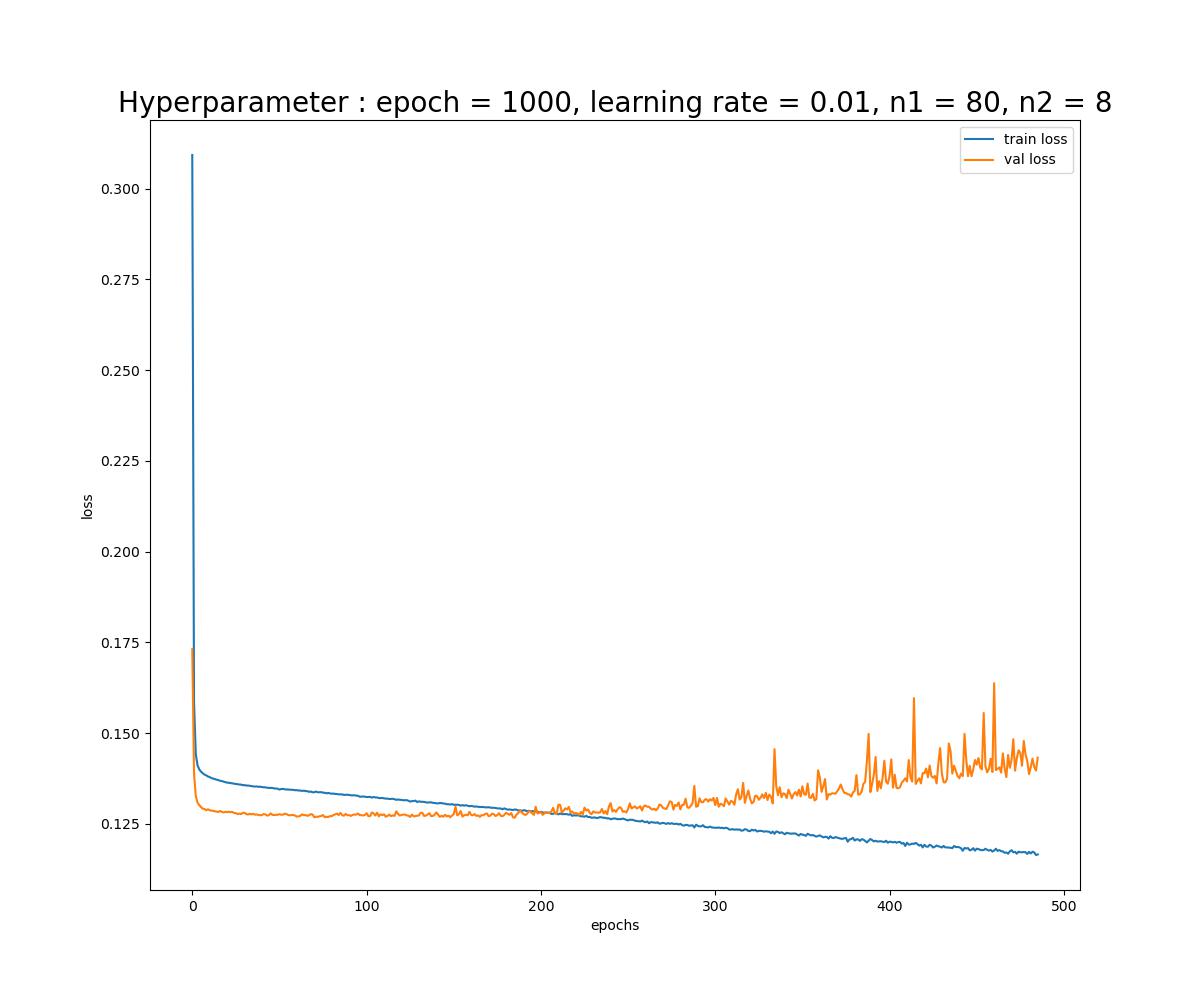 Hyperparameter : epoch = 1000, learning rate = 0.01, n1 = 80, n2 = 8
train loss
val loss
0.300
0.275
0.250
0.225
0.200
0.175
0.150
0.125
loss
0 100 200 300 400 500
epochs